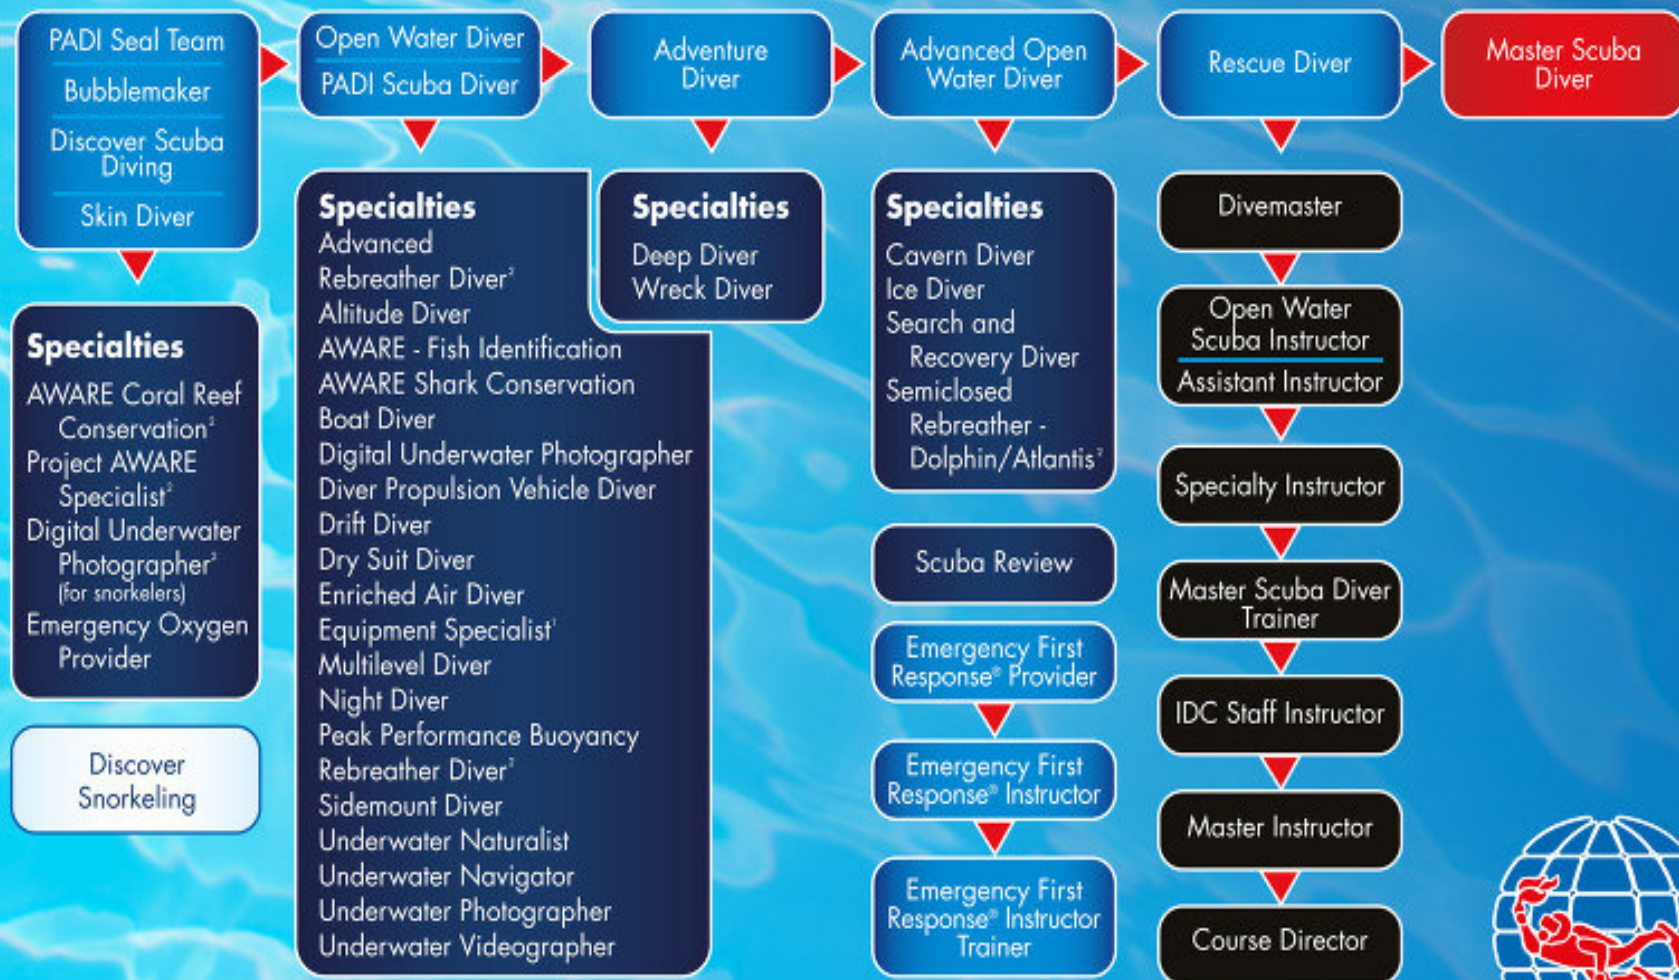 PADI Seal Team
Bubblemaker
Discover Scuba
Diving
Skin Diver
Specialties
AWARE Coral Reef
Conservation²
Project AWARE
Specialist²
Digital Underwater
Photographer²
(for snorkelers)
Emergency Oxygen
Provider
Discover
Snorkeling
Open Water Diver
PADI Scuba Diver
Specialties
Advanced
Rebreather Diver²
Altitude Diver
AWARE - Fish Identification
AWARE Shark Conservation
Boat Diver
Digital Underwater Photographer
Diver Propulsion Vehicle Diver
Drift Diver
Dry Suit Diver
Enriched Air Diver
Equipment Specialist¹
Multilevel Diver
Night Diver
Peak Performance Buoyancy
Rebreather Diver²
Sidemount Diver
Underwater Naturalist
Underwater Navigator
Underwater Photographer
Underwater Videographer
Adventure
Diver
Specialties
Deep Diver
Wreck Diver
Advanced Open
Water Diver
Specialties
Cavern Diver
Ice Diver
Search and
Recovery Diver
Semiclosed
Rebreather -
Dolphin/Atlantis²
Scuba Review
Emergency First
Response® Provider
Emergency First
Response® Instructor
Emergency First
Response® Instructor
Trainer
Rescue Diver
Divemaster
Open Water
Scuba Instructor
Assistant Instructor
Specialty Instructor
Master Scuba Diver
Trainer
IDC Staff Instructor
Master Instructor
Course Director
Master Scuba
Diver